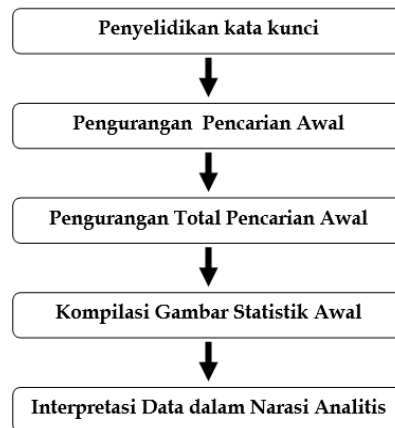 Penyelidikan kata kunci
Pengurangan Pencarian Awal
Pengurangan Total Pencarian Awal
Kompilasi Gambar Statistik Awal
Interpretasi Data dalam Narasi Analitis